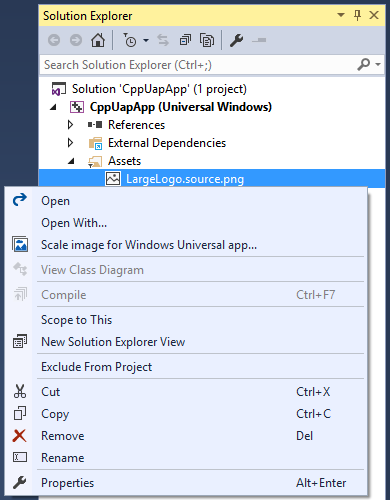 Solution Explorer
Search Solution Explorer (Ctrl+;)
Solution 'CppUapApp' (1 project)
CppUapApp (Universal Windows)
References
External Dependencies
Assets
LargeLogo.source.png
Open
Open With...
Scale image for Windows Universal app...
View Class Diagram
Compile Ctrl+F7
Scope to This
New Solution Explorer View
Exclude From Project
Cut Ctrl+X
Copy Ctrl+C
Remove Del
Rename
Properties Alt+Enter